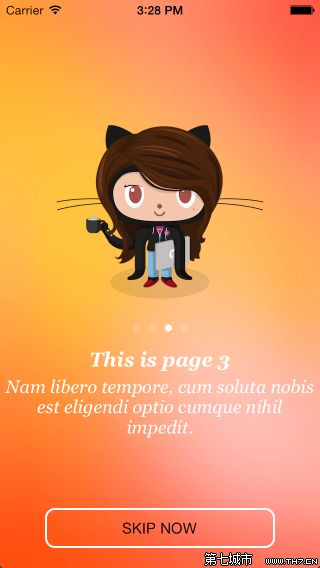 Carrier 3:28 PM
This is page 3
Nam libero tempore, cum soluta nobis
est eligendi optio cumque nihil
impedit.
SKIP NOW
第七城市 www.TH7.CN